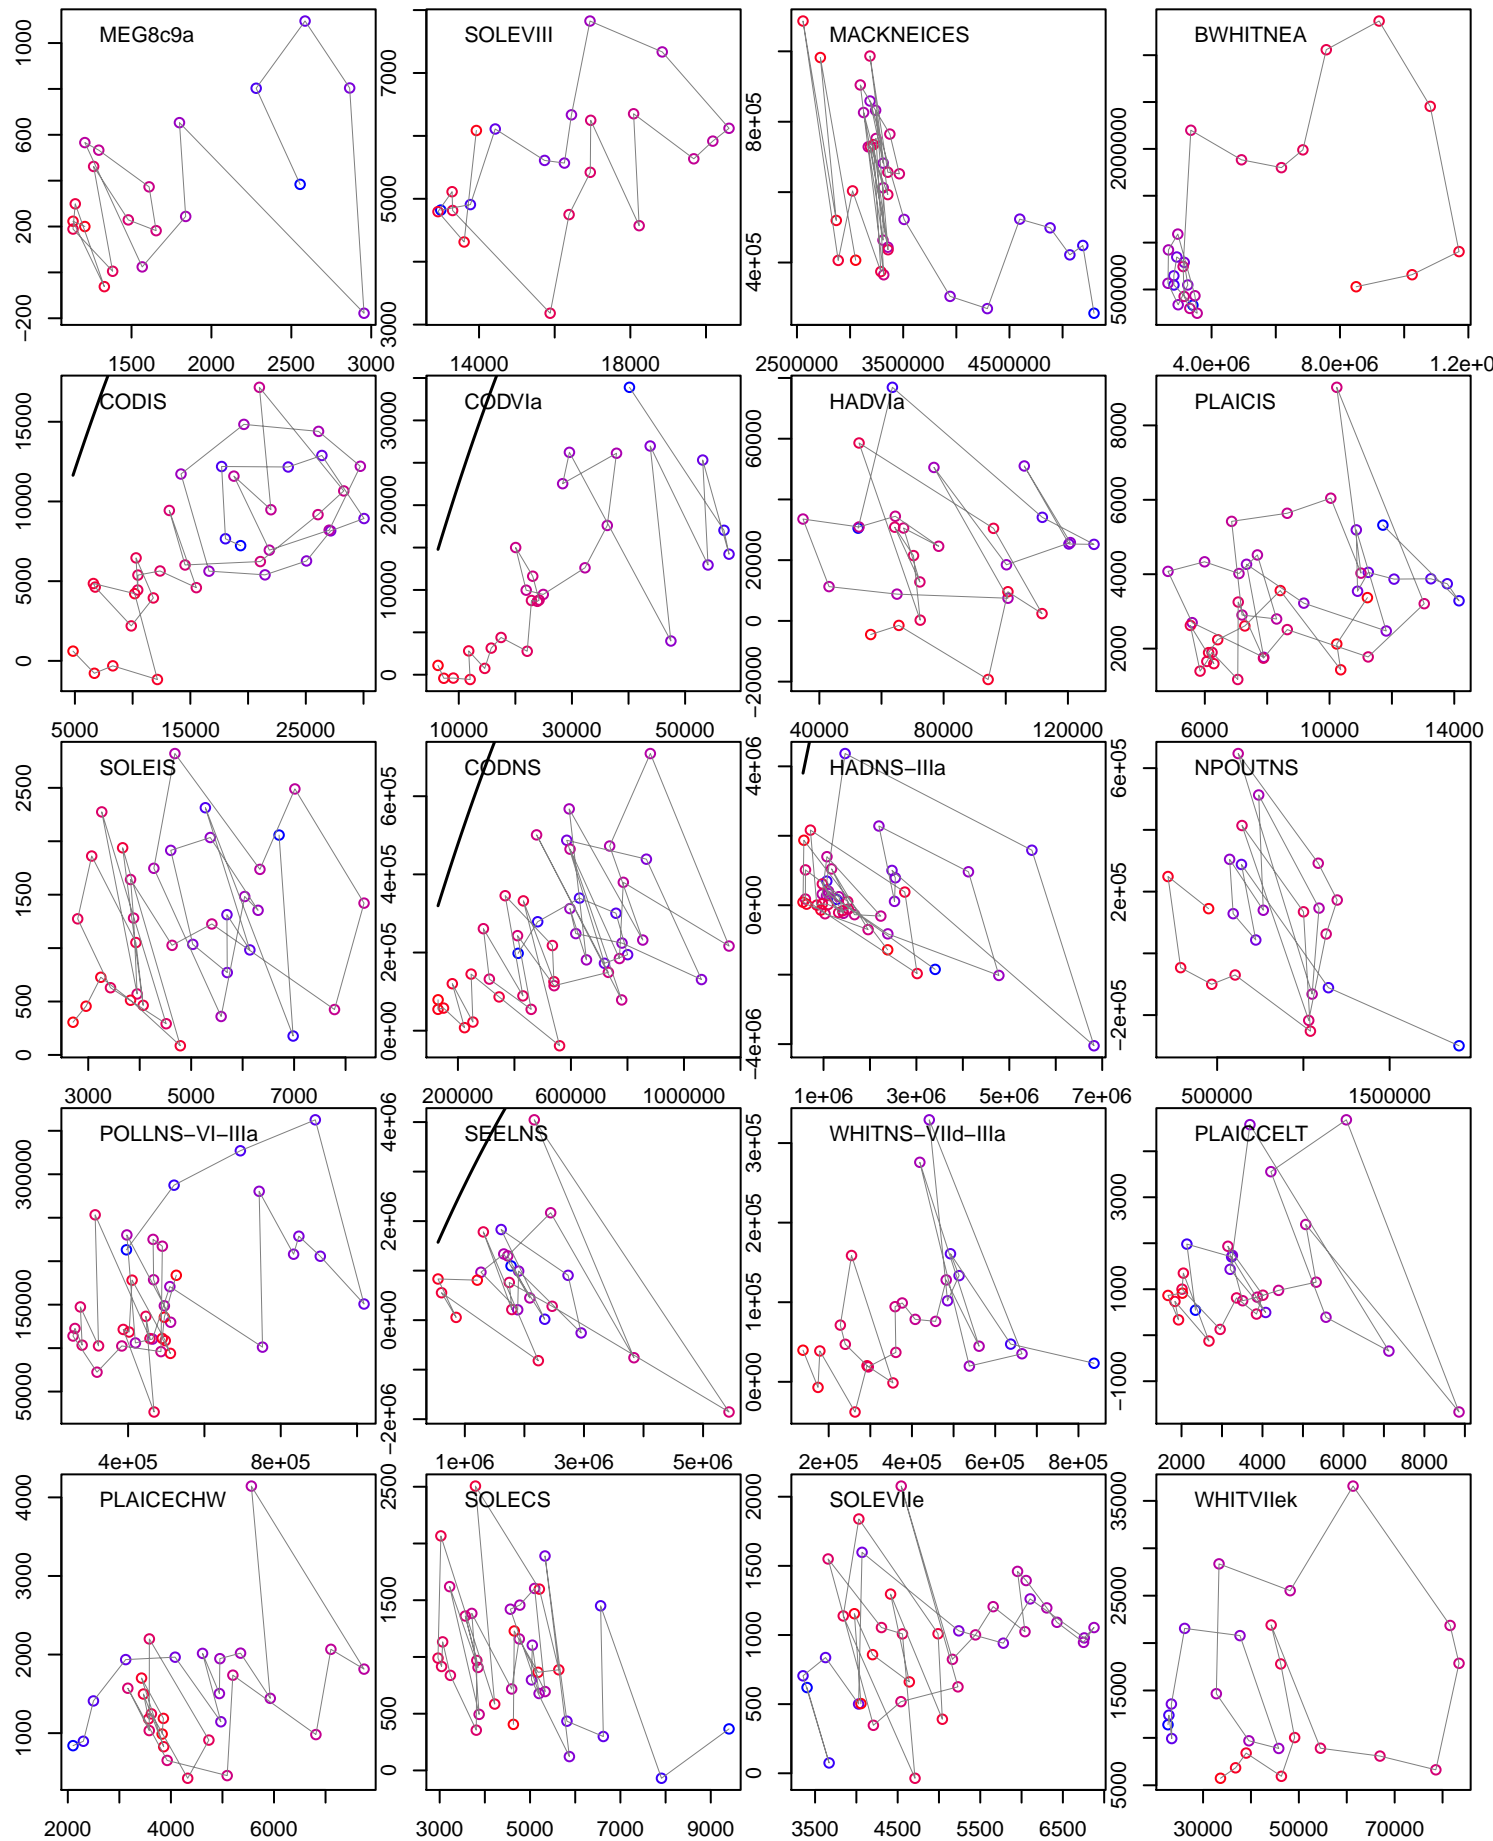 MEG8c9a
SOLEVIII
MACKNEICES
BWHITNEA
−200 200 600 1000
3000 5000 7000
4e+05 8e+05
500000 2000000
1500 2000 2500 3000
14000 18000
2500000 3500000 4500000
4.0e+06 8.0e+06 1.2e+0
CODIS
CODVIa
HADVIa
PLAICIS
0 5000 10000 15000
0 10000 20000 30000
−20000 0 20000 60000
2000 4000 6000 8000
5000 15000 25000
10000 30000 50000
40000 80000 120000
6000 10000 14000
SOLEIS
CODNS
HADNS−IIIa
NPOUTNS
0 500 1500 2500
0e+00 2e+05 4e+05 6e+05
−4e+06 0e+00 4e+06
−2e+05 2e+05 6e+05
3000 5000 7000
200000 600000 1000000
1e+06 3e+06 5e+06 7e+06
5000000 1500000
POLLNS−VI−IIIa
SEELNS
WHITNS−VIId−IIIa
PLAICCELT
50000 150000 300000
−2e+06 0e+00 2e+06 4e+06
0e+00 1e+05 2e+05 3e+05
−1000 1000 3000
4e+05 8e+05
1e+06 3e+06 5e+06
2e+05 4e+05 6e+05 8e+05
2000 4000 6000 8000
PLAICECHW
SOLECS
SOLEVIIe
WHITVIIek
1000 2000 3000 4000
0 500 1500 2500
0 500 1000 1500 2000
5000 15000 25000 35000
2000 4000 6000
3000 5000 7000 9000
3500 4500 5500 6500
30000 50000 70000